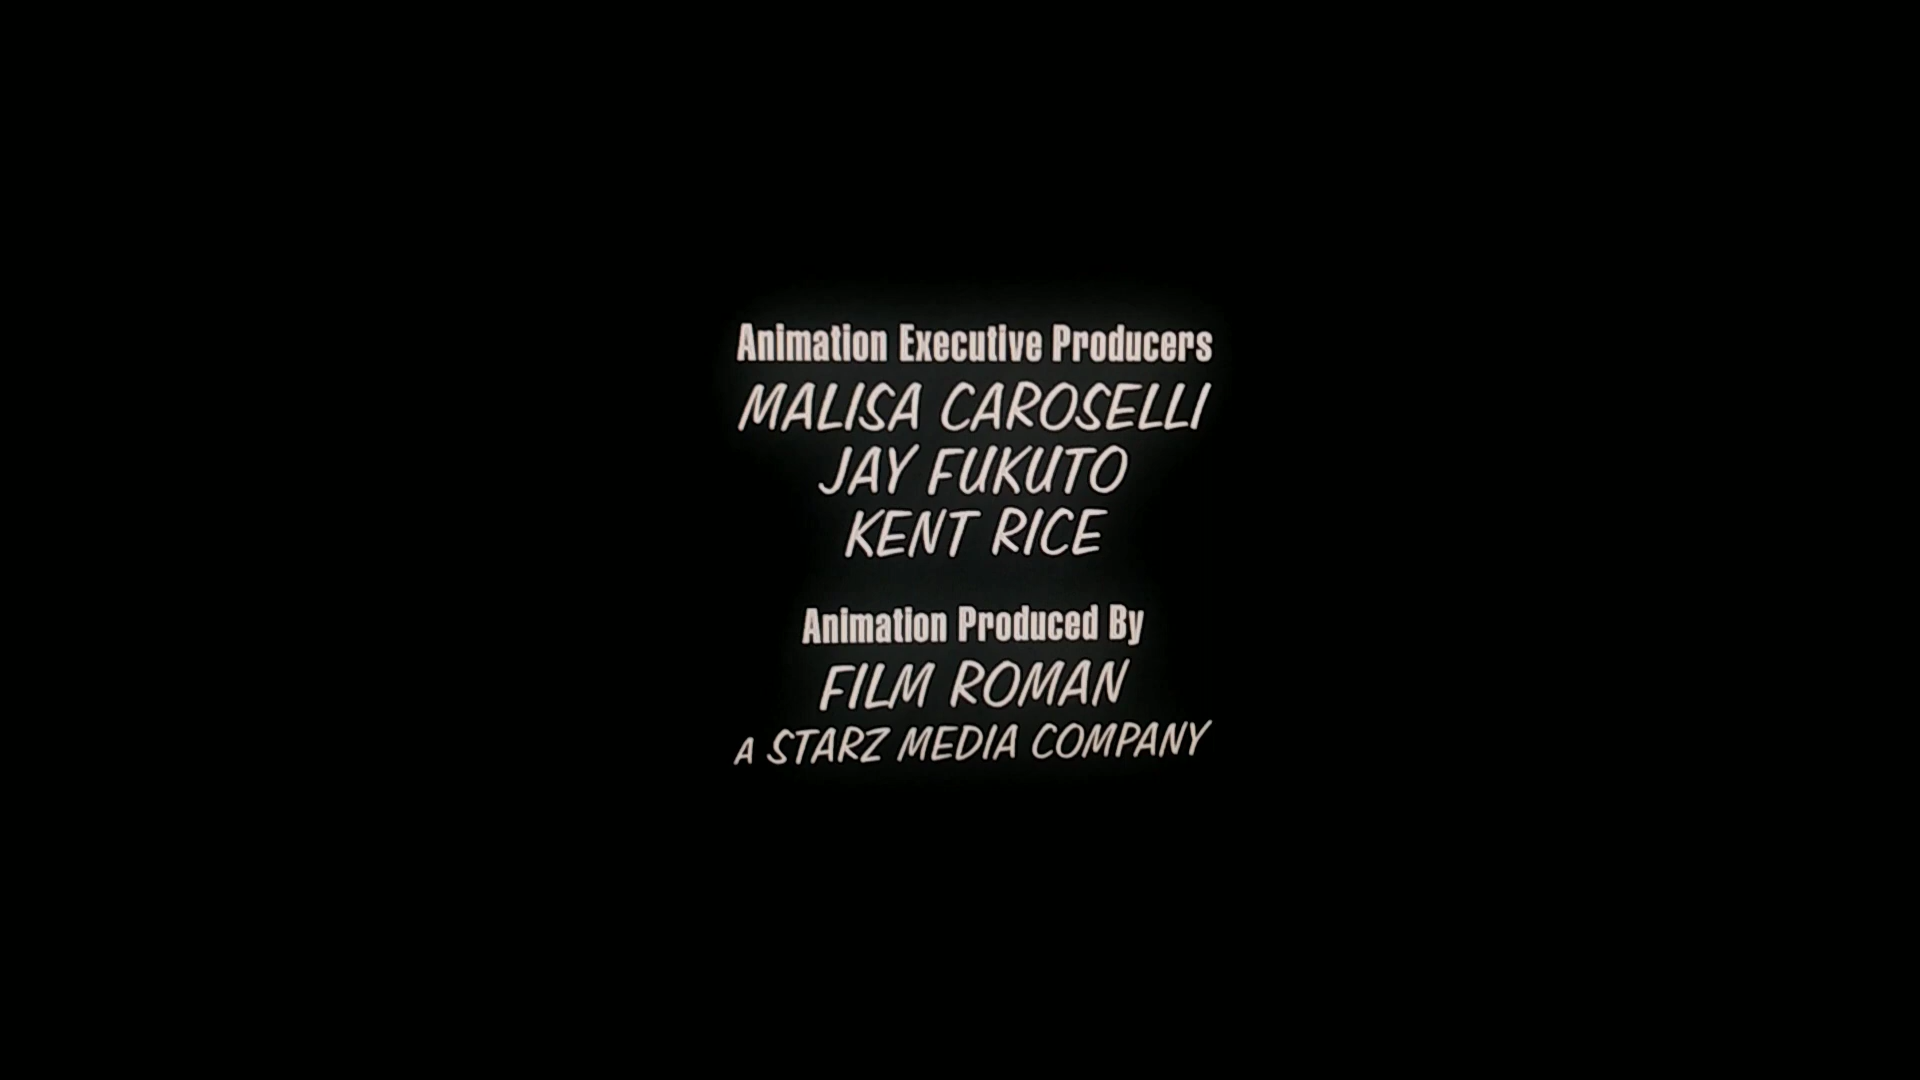 Animation Executive Producers
MALISA CAROSELLI
JAY FUKUTO
KENT RICE
Animation Produced By
FILM ROMAN
A STARZ MEDIA COMPANY